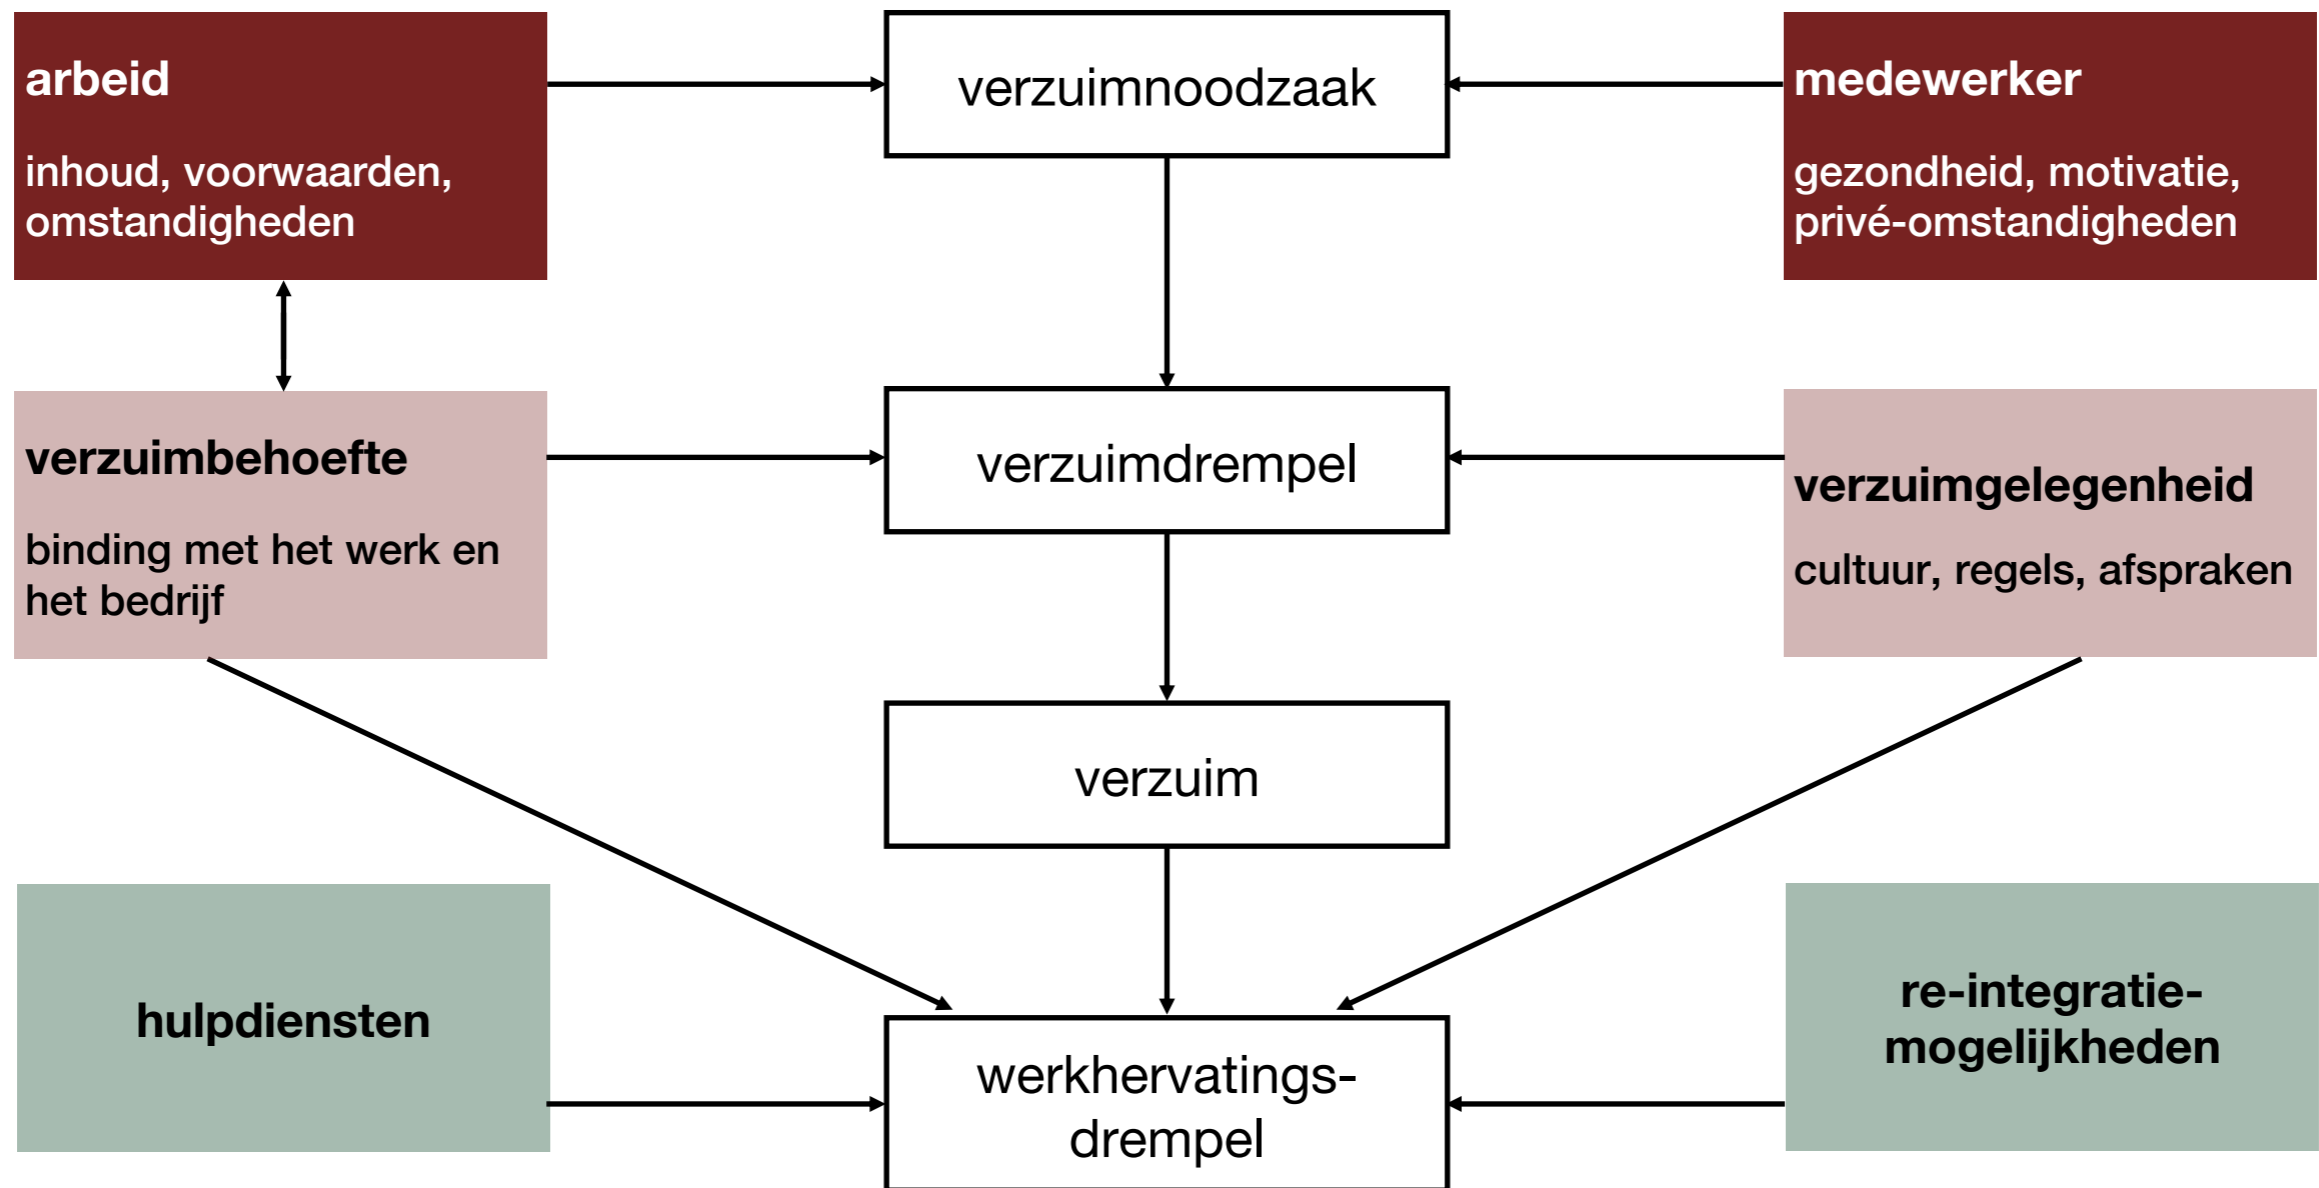 arbeid
inhoud, voorwaarden,
omstandigheden
verzuimnoodzaak
medewerker
gezondheid, motivatie,
privé-omstandigheden
verzuimbehoefte
binding met het werk en
het bedrijf
verzuimdrempel
verzuimgelegenheid
cultuur, regels, afspraken
verzuim
hulpdiensten
werkhervatings-
drempel
re-integratie-
mogelijkheden